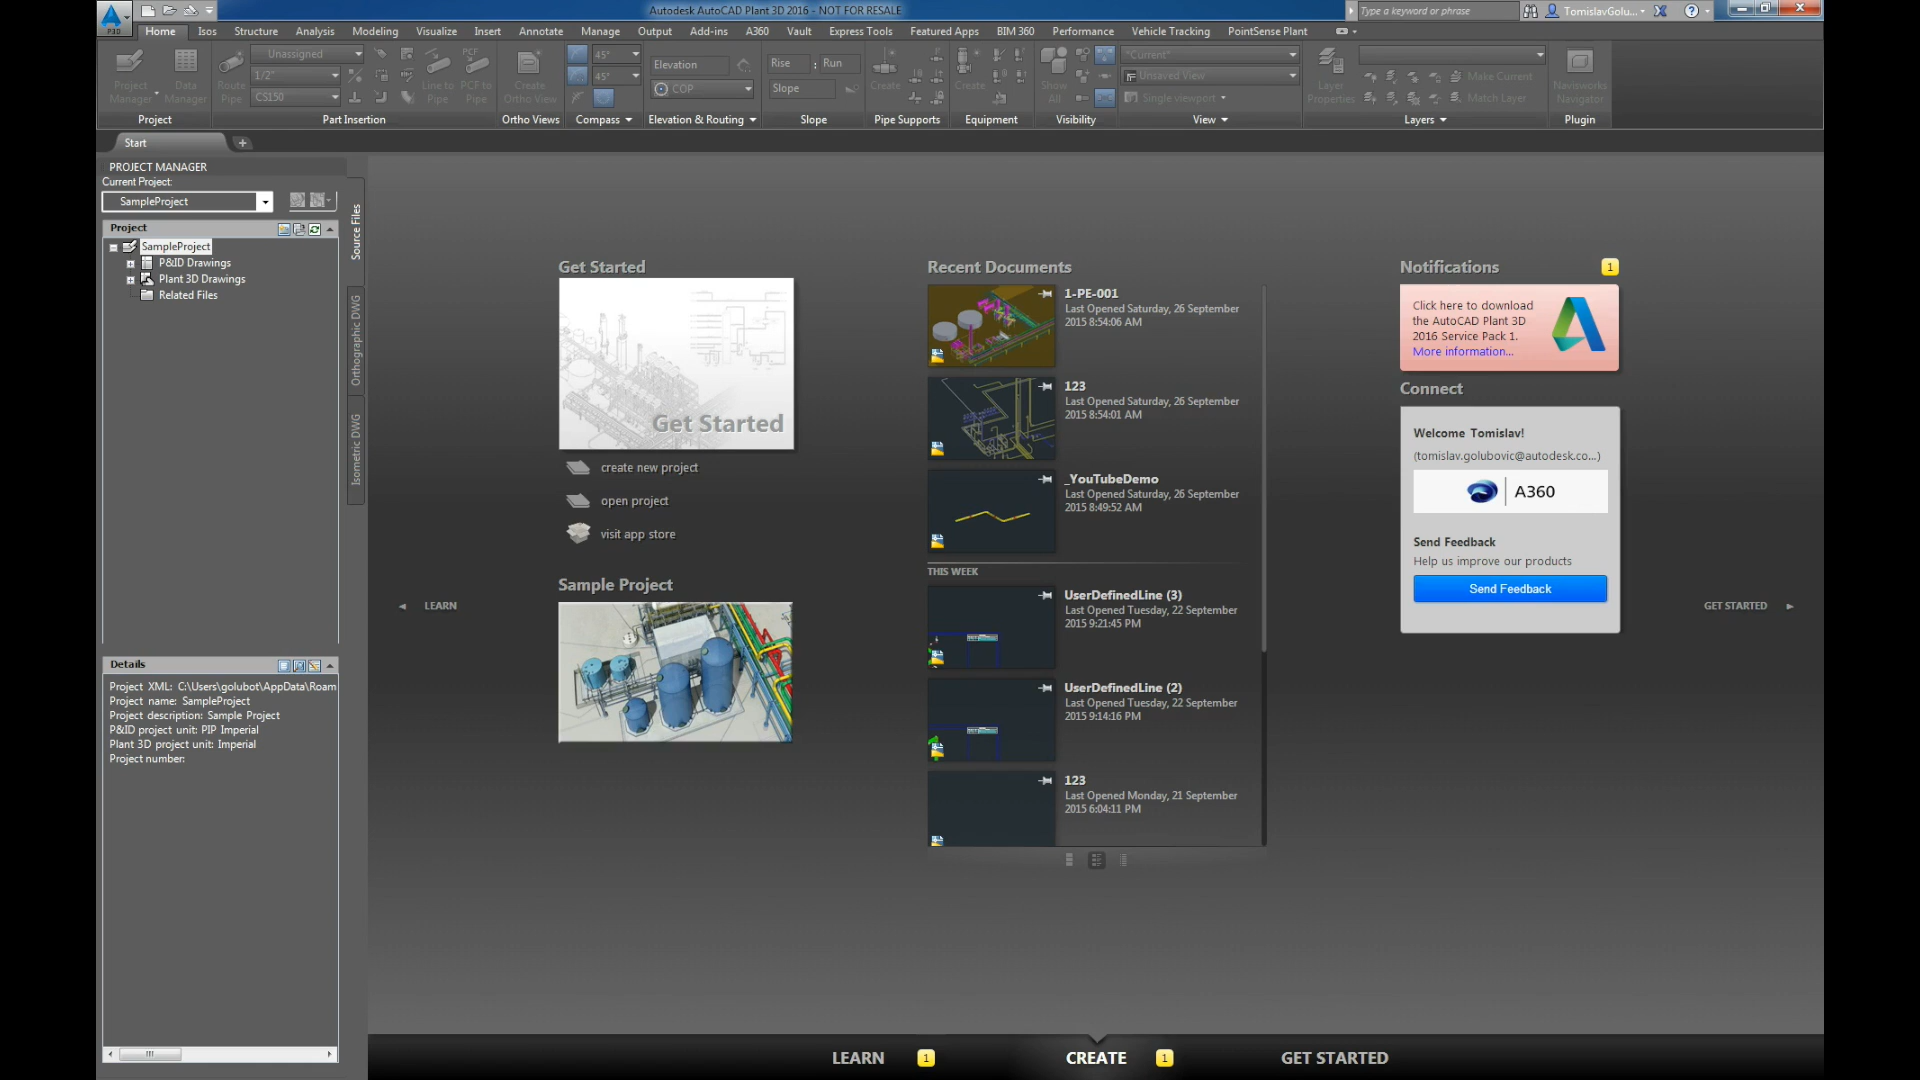 Autodesk AutoCAD Plant 3D 2016 - NOT FOR RESALE
Type a keyword or phrase
TomislavGolu...
P3D
Home Isos Structure Analysis Modeling Visualize Insert Annotate Manage Output Add-ins A360 Vault Express Tools Featured Apps BIM 360 Performance Vehicle Tracking PointSense Plant
Project Manager
Data Manager
Route Pipe
Unassigned
1/2"
CS150
Line to Pipe
PCF to Pipe
PCF
Create Ortho View
45°
45°
Elevation
COP
Rise : Run
Slope
Create
Create
Show All
"Current"
Unsaved View
Single viewport
Layer Properties
Make Current
Match Layer
Navisworks Navigator
Project Part Insertion Ortho Views Compass Elevation & Routing Slope Pipe Supports Equipment Visibility View Layers Plugin
Start
PROJECT MANAGER
Current Project:
SampleProject
Project
SampleProject
P&ID Drawings
Plant 3D Drawings
Related Files
Source Files
Orthographic DWG
Isometric DWG
Details
Project XML: C:\Users\golubot\AppData\Roam
Project name: SampleProject
Project description: Sample Project
P&ID project unit: PIP Imperial
Plant 3D project unit: Imperial
Project number:
LEARN
Get Started
Get Started
create new project
open project
visit app store
Sample Project
Recent Documents
1-PE-001
Last Opened Saturday, 26 September
2015 8:54:06 AM
123
Last Opened Saturday, 26 September
2015 8:54:01 AM
_YouTubeDemo
Last Opened Saturday, 26 September
2015 8:49:52 AM
THIS WEEK
UserDefinedLine (3)
Last Opened Tuesday, 22 September
2015 9:21:45 PM
UserDefinedLine (2)
Last Opened Tuesday, 22 September
2015 9:14:16 PM
123
Last Opened Monday, 21 September
2015 6:04:11 PM
Notifications 1
Click here to download
the AutoCAD Plant 3D
2016 Service Pack 1.
More information...
Connect
Welcome Tomislav!
(tomislav.golubovic@autodesk.co...)
A360
Send Feedback
Help us improve our products
Send Feedback
GET STARTED
LEARN 1 CREATE 1 GET STARTED